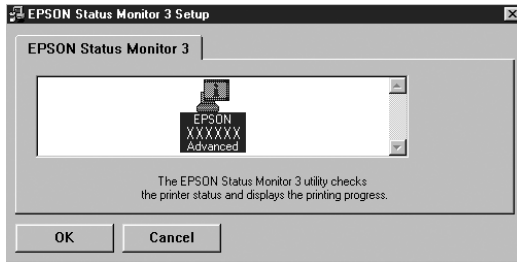 EPSON Status Monitor 3 Setup
EPSON Status Monitor 3
i
EPSON
XXXXXX
Advanced
The EPSON Status Monitor 3 utility checks
the printer status and displays the printing progress.
OK
Cancel